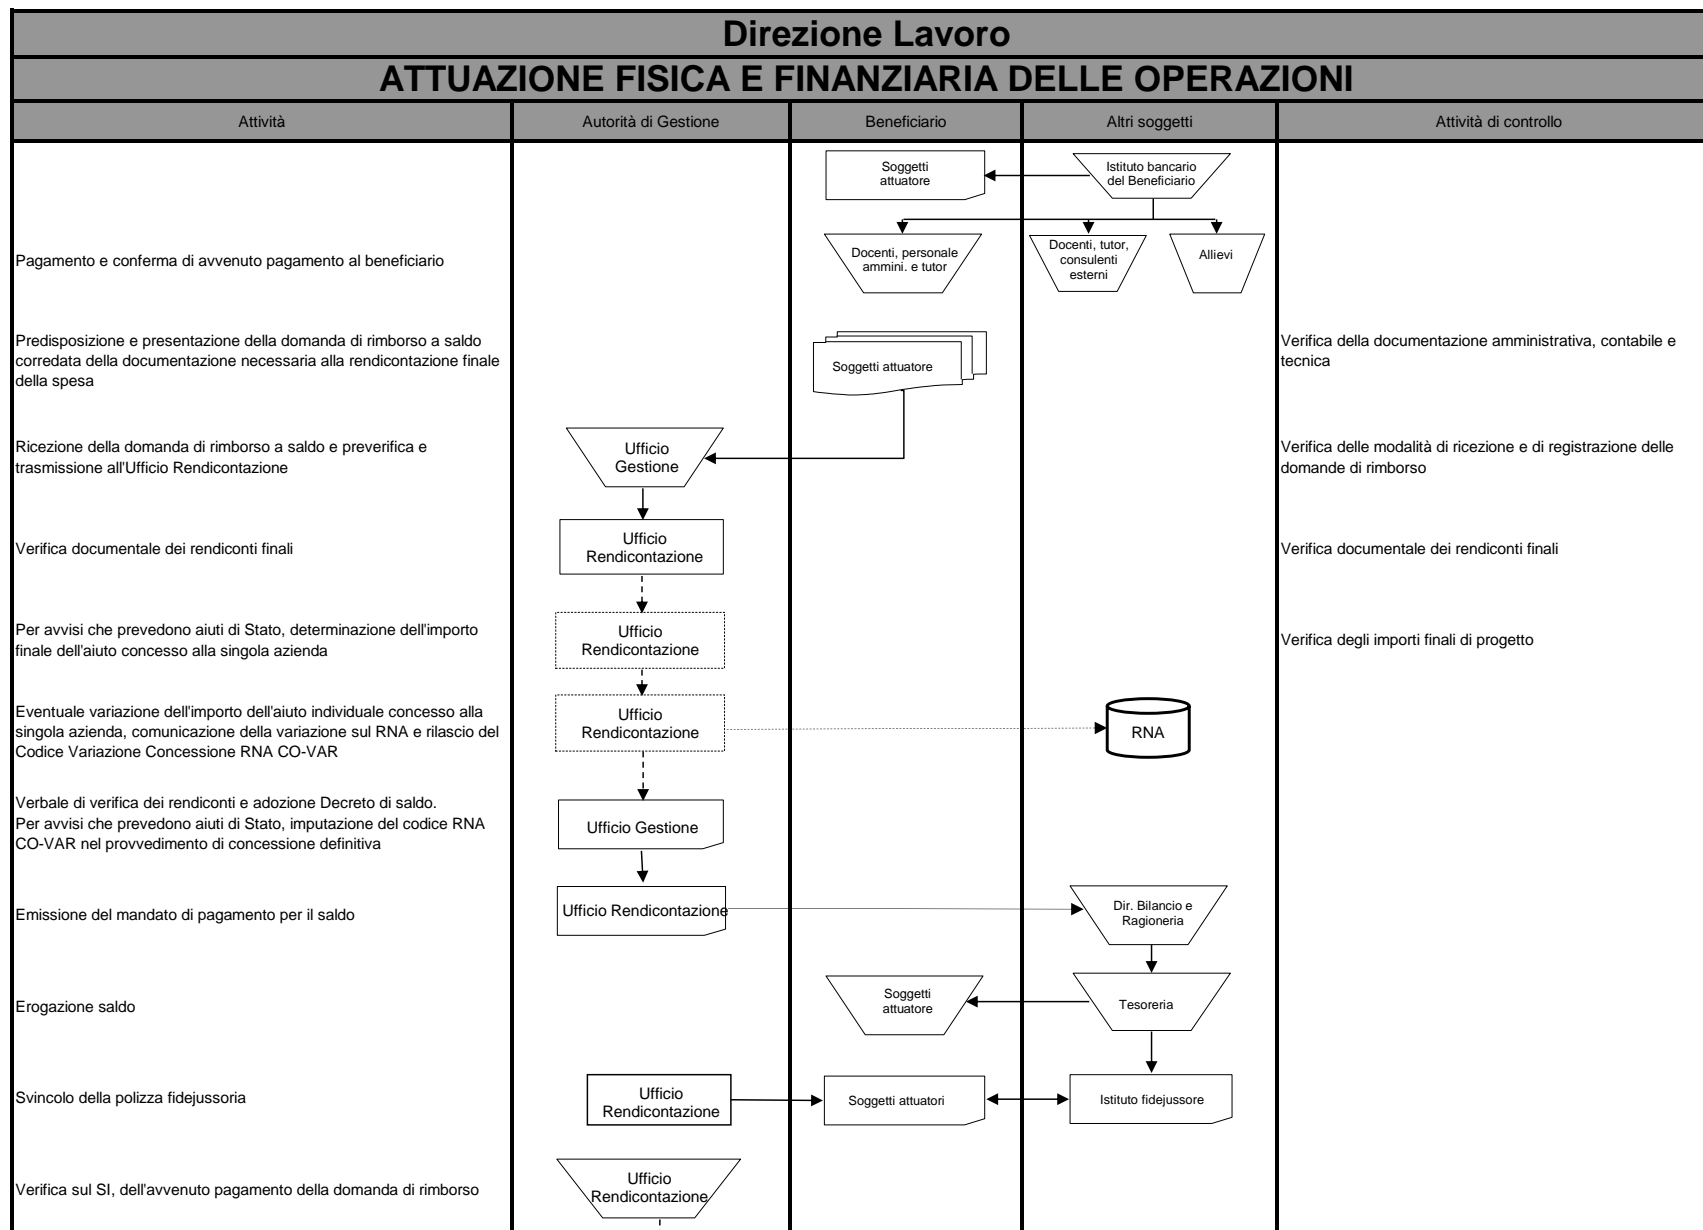 Direzione Lavoro
ATTUAZIONE FISICA E FINANZIARIA DELLE OPERAZIONI
Attività
Autorità di Gestione
Beneficiario
Altri soggetti
Attività di controllo
Soggetti
attuatore
Istituto bancario
del Beneficiario
Pagamento e conferma di avvenuto pagamento al beneficiario
Docenti, personale
ammini. e tutor
Docenti, tutor,
consulenti
esterni
Allievi
Predisposizione e presentazione della domanda di rimborso a saldo
corredata della documentazione necessaria alla rendicontazione finale
della spesa
Soggetti attuatore
Verifica della documentazione amministrativa, contabile e
tecnica
Ricezione della domanda di rimborso a saldo e preverifica e
trasmissione all'Ufficio Rendicontazione
Ufficio
Gestione
Verifica delle modalità di ricezione e di registrazione delle
domande di rimborso
Verifica documentale dei rendiconti finali
Ufficio
Rendicontazione
Verifica documentale dei rendiconti finali
Per avvisi che prevedono aiuti di Stato, determinazione dell'importo
finale dell'aiuto concesso alla singola azienda
Ufficio
Rendicontazione
Verifica degli importi finali di progetto
Eventuale variazione dell'importo dell'aiuto individuale concesso alla
singola azienda, comunicazione della variazione sul RNA e rilascio del
Codice Variazione Concessione RNA CO-VAR
Ufficio
Rendicontazione
RNA
Verbale di verifica dei rendiconti e adozione Decreto di saldo.
Per avvisi che prevedono aiuti di Stato, imputazione del codice RNA
CO-VAR nel provvedimento di concessione definitiva
Ufficio Gestione
Emissione del mandato di pagamento per il saldo
Ufficio Rendicontazione
Dir. Bilancio e
Ragioneria
Erogazione saldo
Soggetti
attuatore
Tesoreria
Svincolo della polizza fidejussoria
Ufficio
Rendicontazione
Soggetti attuatori
Istituto fidejussore
Verifica sul SI, dell'avvenuto pagamento della domanda di rimborso
Ufficio
Rendicontazione